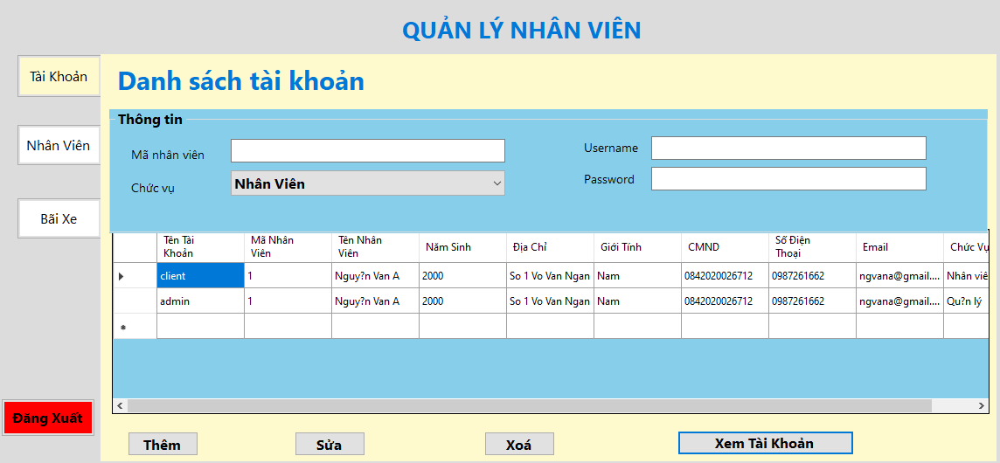 QUẢN LÝ NHÂN VIÊN
Tài Khoản
Danh sách tài khoản
Thông tin
Nhân Viên
Mã nhân viên
Username
Chức vụ
Nhân Viên
Password
Bãi Xe
Tên Tài Khoản Mã Nhân Viên Tên Nhân Viên Năm Sinh Địa Chỉ Giới Tính CMND Số Điện Thoại Email Chức Vụ
client 1 Nguy?n Van A 2000 So 1 Vo Van Ngan Nam 0842020026712 0987261662 ngvana@gmail.... Nhân viê
admin 1 Nguy?n Van A 2000 So 1 Vo Van Ngan Nam 0842020026712 0987261662 ngvana@gmail.... Qu?n lý
Đăng Xuất
Thêm Sửa Xoá Xem Tài Khoản